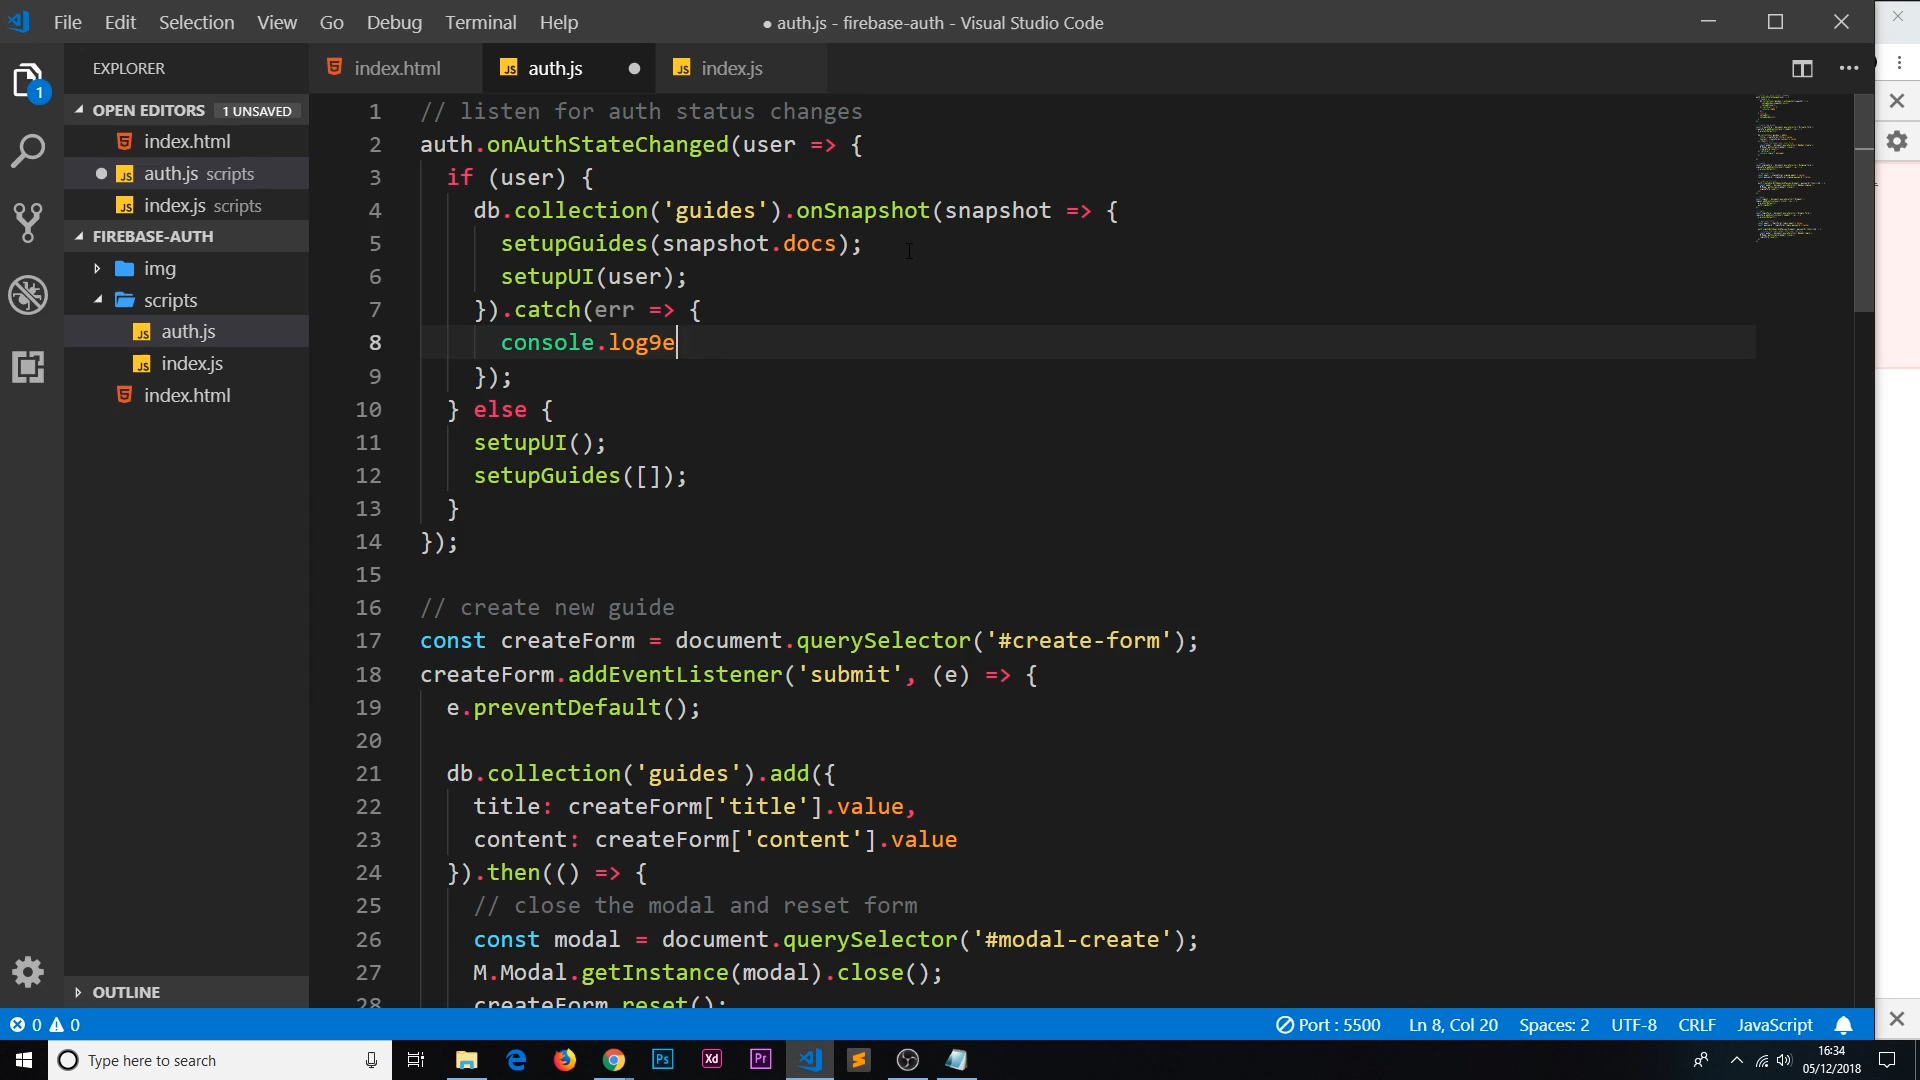 File Edit Selection View Go Debug Terminal Help ● auth.js - firebase-auth - Visual Studio Code
EXPLORER
index.html auth.js index.js
OPEN EDITORS 1 UNSAVED
index.html
auth.js scripts
index.js scripts
FIREBASE-AUTH
img
scripts
auth.js
index.js
index.html
OUTLINE
1
1 // listen for auth status changes
2 auth.onAuthStateChanged(user => {
3 if (user) {
4 db.collection('guides').onSnapshot(snapshot => {
5 setupGuides(snapshot.docs);
6 setupUI(user);
7 }).catch(err => {
8 console.log9e
9 });
10 } else {
11 setupUI();
12 setupGuides([]);
13 }
14 });
15
16 // create new guide
17 const createForm = document.querySelector('#create-form');
18 createForm.addEventListener('submit', (e) => {
19 e.preventDefault();
20
21 db.collection('guides').add({
22 title: createForm['title'].value,
23 content: createForm['content'].value
24 }).then(() => {
25 // close the modal and reset form
26 const modal = document.querySelector('#modal-create');
27 M.Modal.getInstance(modal).close();
28 createForm.reset();
0 0 Port : 5500 Ln 8, Col 20 Spaces: 2 UTF-8 CRLF JavaScript
Type here to search
Ps Xd Pr
16:34
05/12/2018